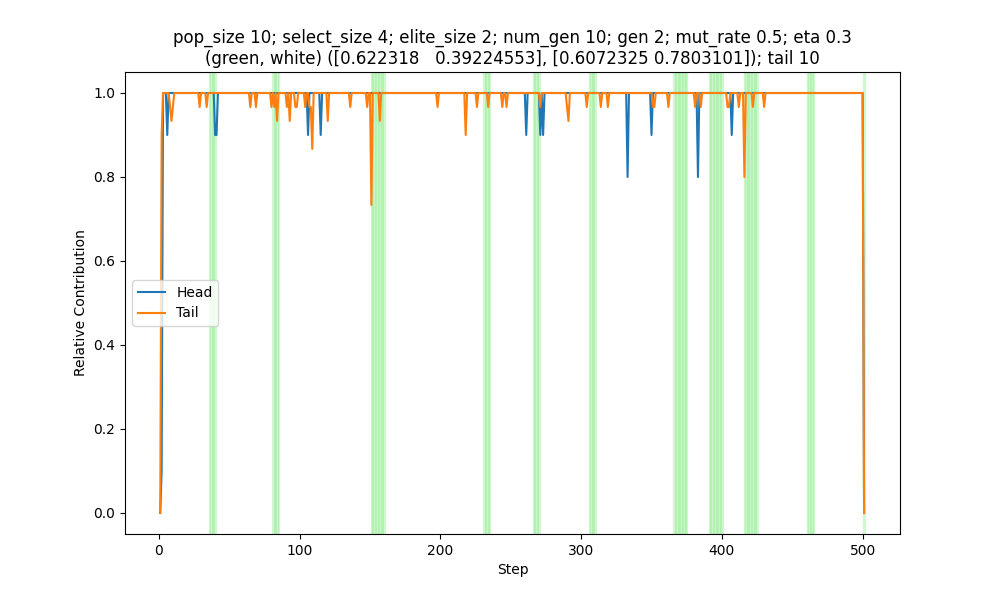 pop_size 10; select_size 4; elite_size 2; num_gen 10; gen 2; mut_rate 0.5; eta 0.3
(green, white) ([0.622318   0.39224553], [0.6072325 0.7803101]); tail 10
1.0
0.8
0.6
0.4
0.2
0.0
Relative Contribution
Head
Tail
0
100
200
300
400
500
Step